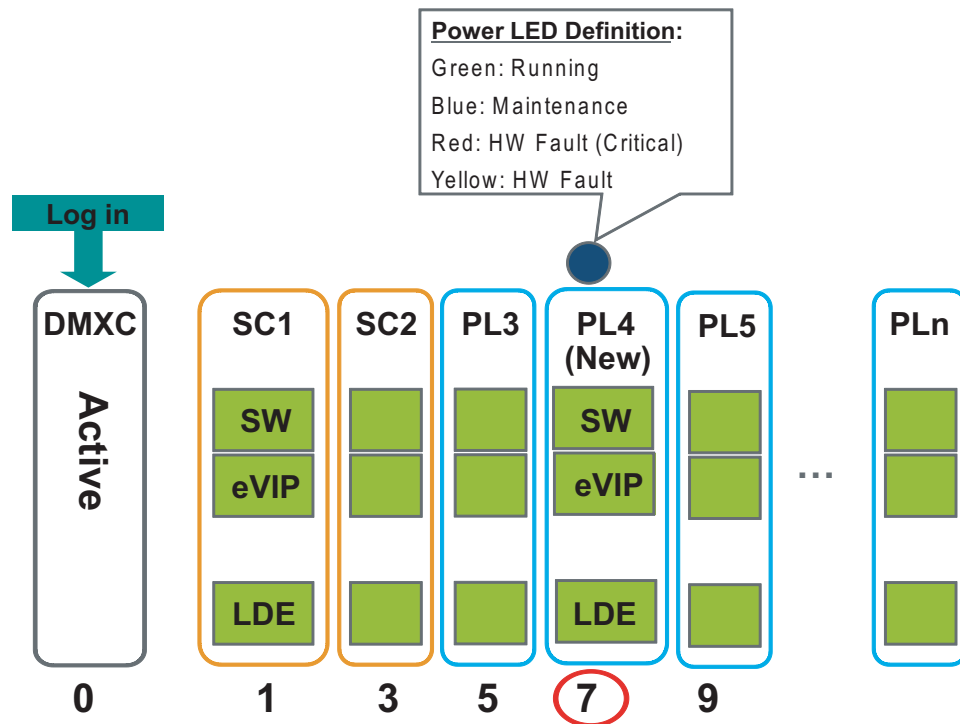 Power LED Definition:
Green: Running
Blue: Maintenance
Red: HW Fault (Critical)
Yellow: HW Fault
Log in
DMXC
SC1
SC2
PL3
PL4
(New)
PL5
PLn
Active
SW
SW
eVIP
eVIP
...
LDE
LDE
0
1
3
5
7
9